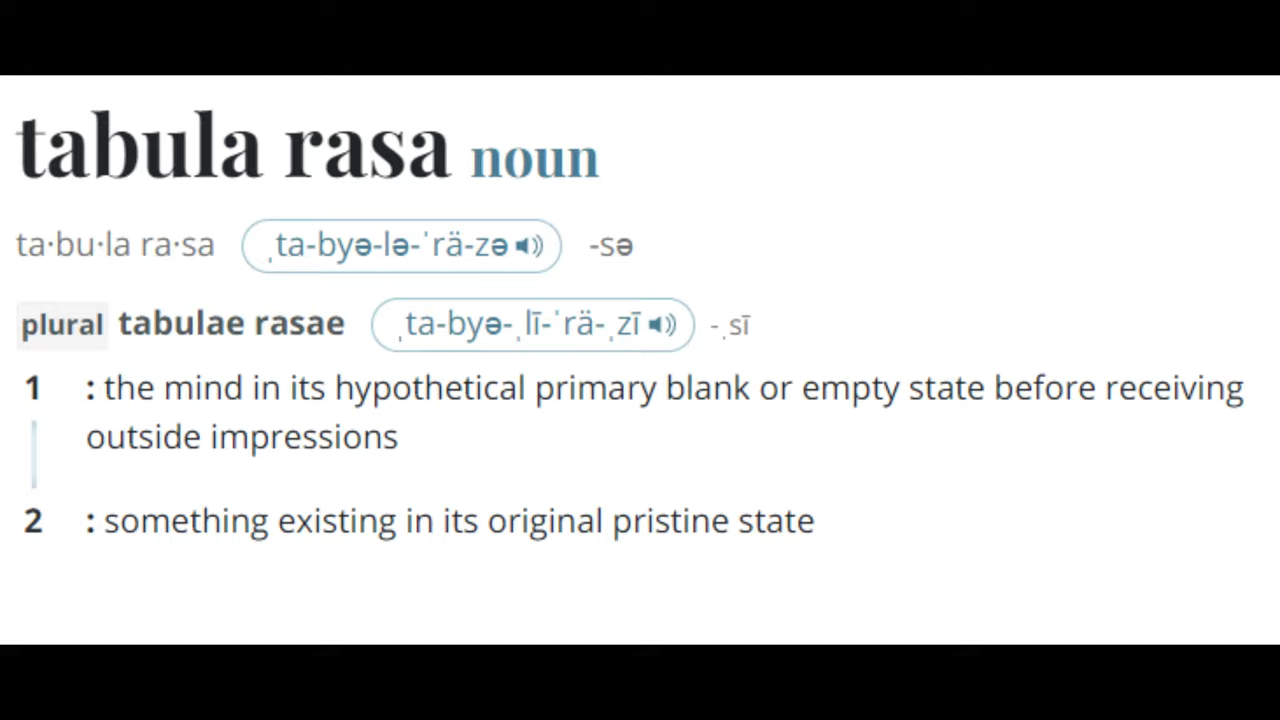 tabula rasa noun
ta·bu·la ra·sa ˌta-byə-lə-ˈrä-zə -sə
plural tabulae rasae ˌta-byə-ˌlī-ˈrä-ˌzī -ˌsī
1 : the mind in its hypothetical primary blank or empty state before receiving
outside impressions
2 : something existing in its original pristine state